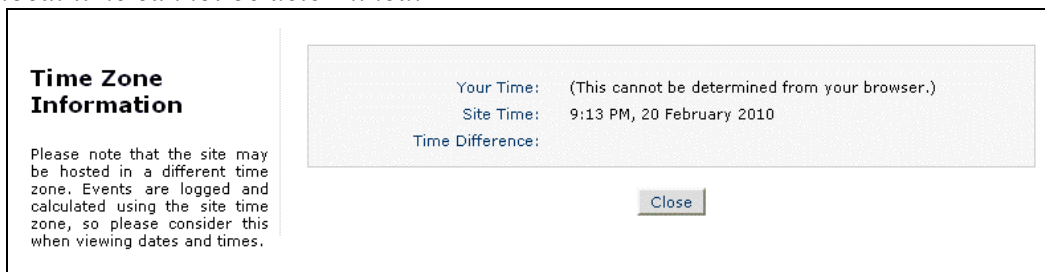 Time Zone
Information
Please note that the site may
be hosted in a different time
zone. Events are logged and
calculated using the site time
zone, so please consider this
when viewing dates and times.
Your Time: (This cannot be determined from your browser.)
Site Time: 9:13 PM, 20 February 2010
Time Difference:
Close